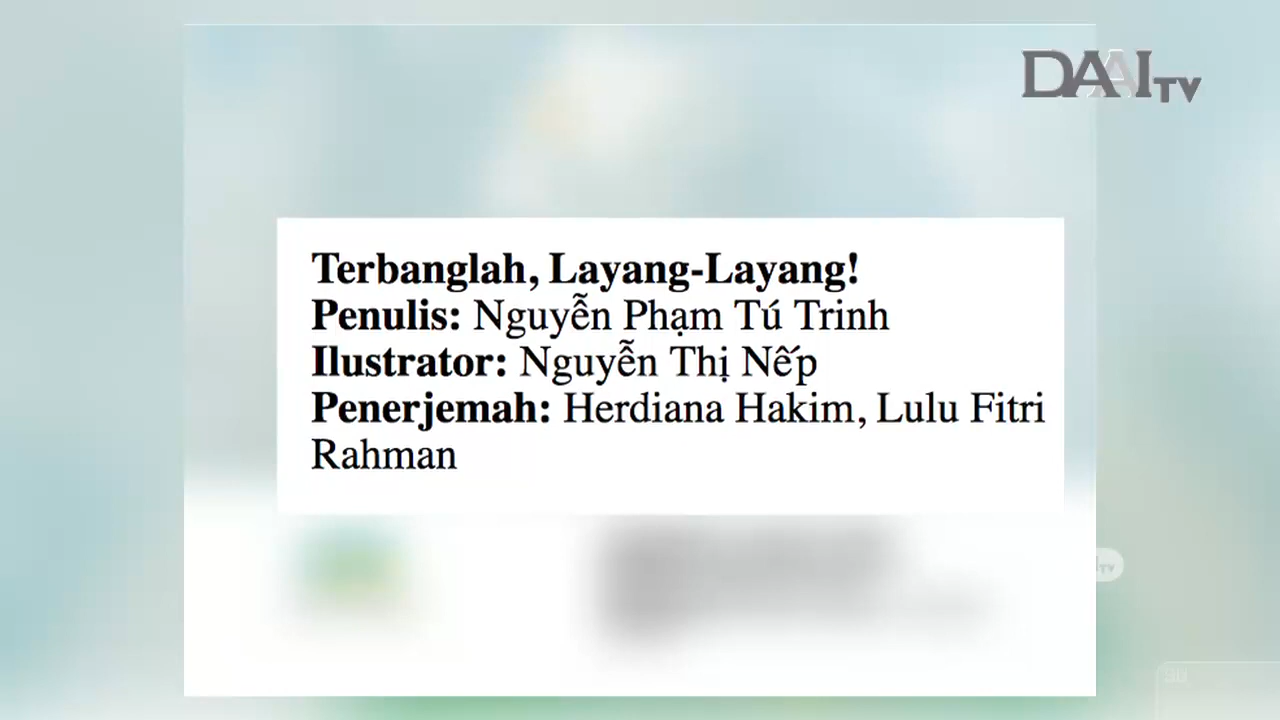 DAAI TV
Terbanglah, Layang-Layang!
Penulis: Nguyễn Phạm Tú Trinh
Ilustrator: Nguyễn Thị Nếp
Penerjemah: Herdiana Hakim, Lulu Fitri
Rahman